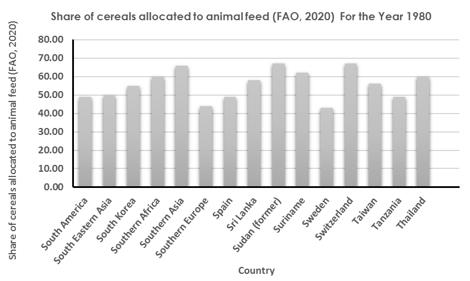 Share of cereals allocated to animal feed (FAO, 2020) For the Year 1980
Share of cereals allocated to animal feed (FAO, 2020)
80.00
70.00
60.00
50.00
40.00
30.00
20.00
10.00
0.00
South America
South Eastern Asia
South Korea
Southern Africa
Southern Asia
Southern Europe
Spain
Sri Lanka
Sudan (former)
Suriname
Sweden
Switzerland
Taiwan
Tanzania
Thailand
Country